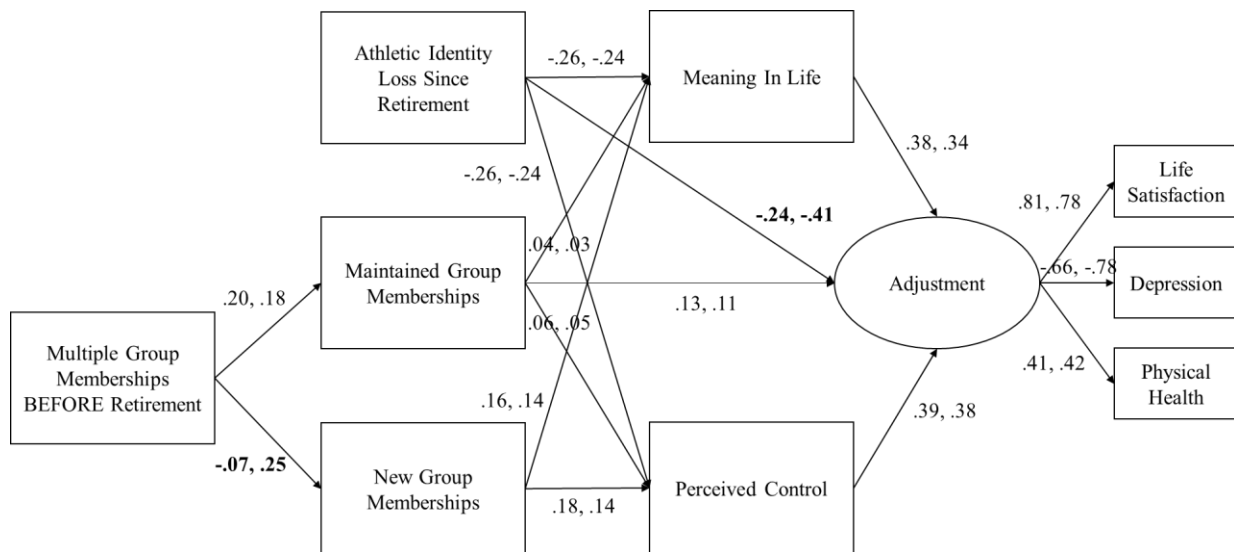 Athletic Identity
Loss Since
Retirement
-.26, -.24
Meaning In Life
.38, .34
-.26, -.24
-.24, -.41
Life
Satisfaction
.81, .78
Maintained Group
Memberships
.04, .03
.13, .11
.06, .05
Adjustment
-.66, -.78
Depression
.20, .18
Multiple Group
Memberships
BEFORE Retirement
.41, .42
Physical
Health
.16, .14
.39, .38
-.07, .25
New Group
Memberships
.18, .14
Perceived Control